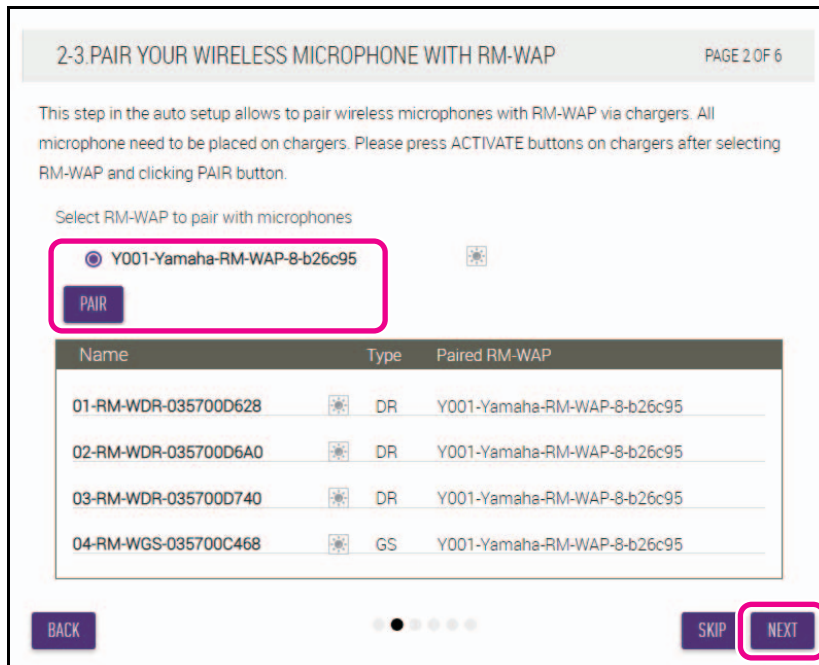 2-3.PAIR YOUR WIRELESS MICROPHONE WITH RM-WAP PAGE 2 OF 6
This step in the auto setup allows to pair wireless microphones with RM-WAP via chargers. All
microphone need to be placed on chargers. Please press ACTIVATE buttons on chargers after selecting
RM-WAP and clicking PAIR button.
Select RM-WAP to pair with microphones
Y001-Yamaha-RM-WAP-8-b26c95
PAIR
Name Type Paired RM-WAP
01-RM-WDR-035700D628 DR Y001-Yamaha-RM-WAP-8-b26c95
02-RM-WDR-035700D6A0 DR Y001-Yamaha-RM-WAP-8-b26c95
03-RM-WDR-035700D740 DR Y001-Yamaha-RM-WAP-8-b26c95
04-RM-WGS-035700C468 GS Y001-Yamaha-RM-WAP-8-b26c95
BACK SKIP NEXT